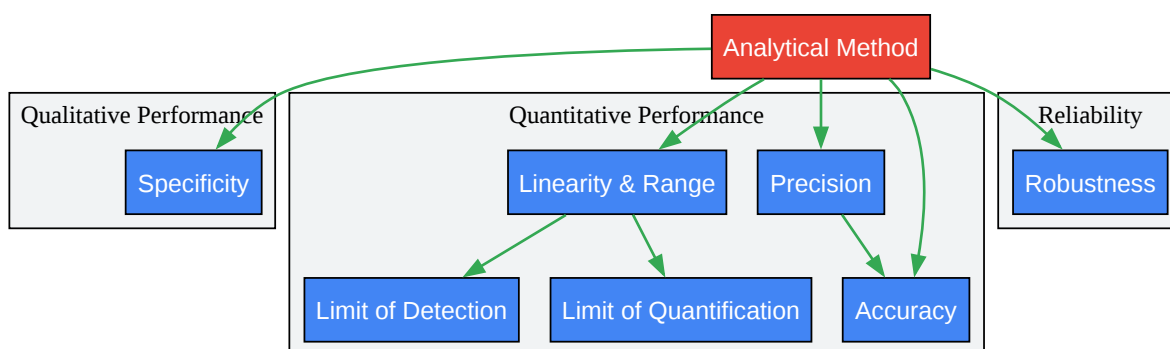 Analytical Method
Qualitative Performance
Quantitative Performance
Reliability
Specificity
Linearity & Range
Precision
Robustness
Limit of Detection
Limit of Quantification
Accuracy